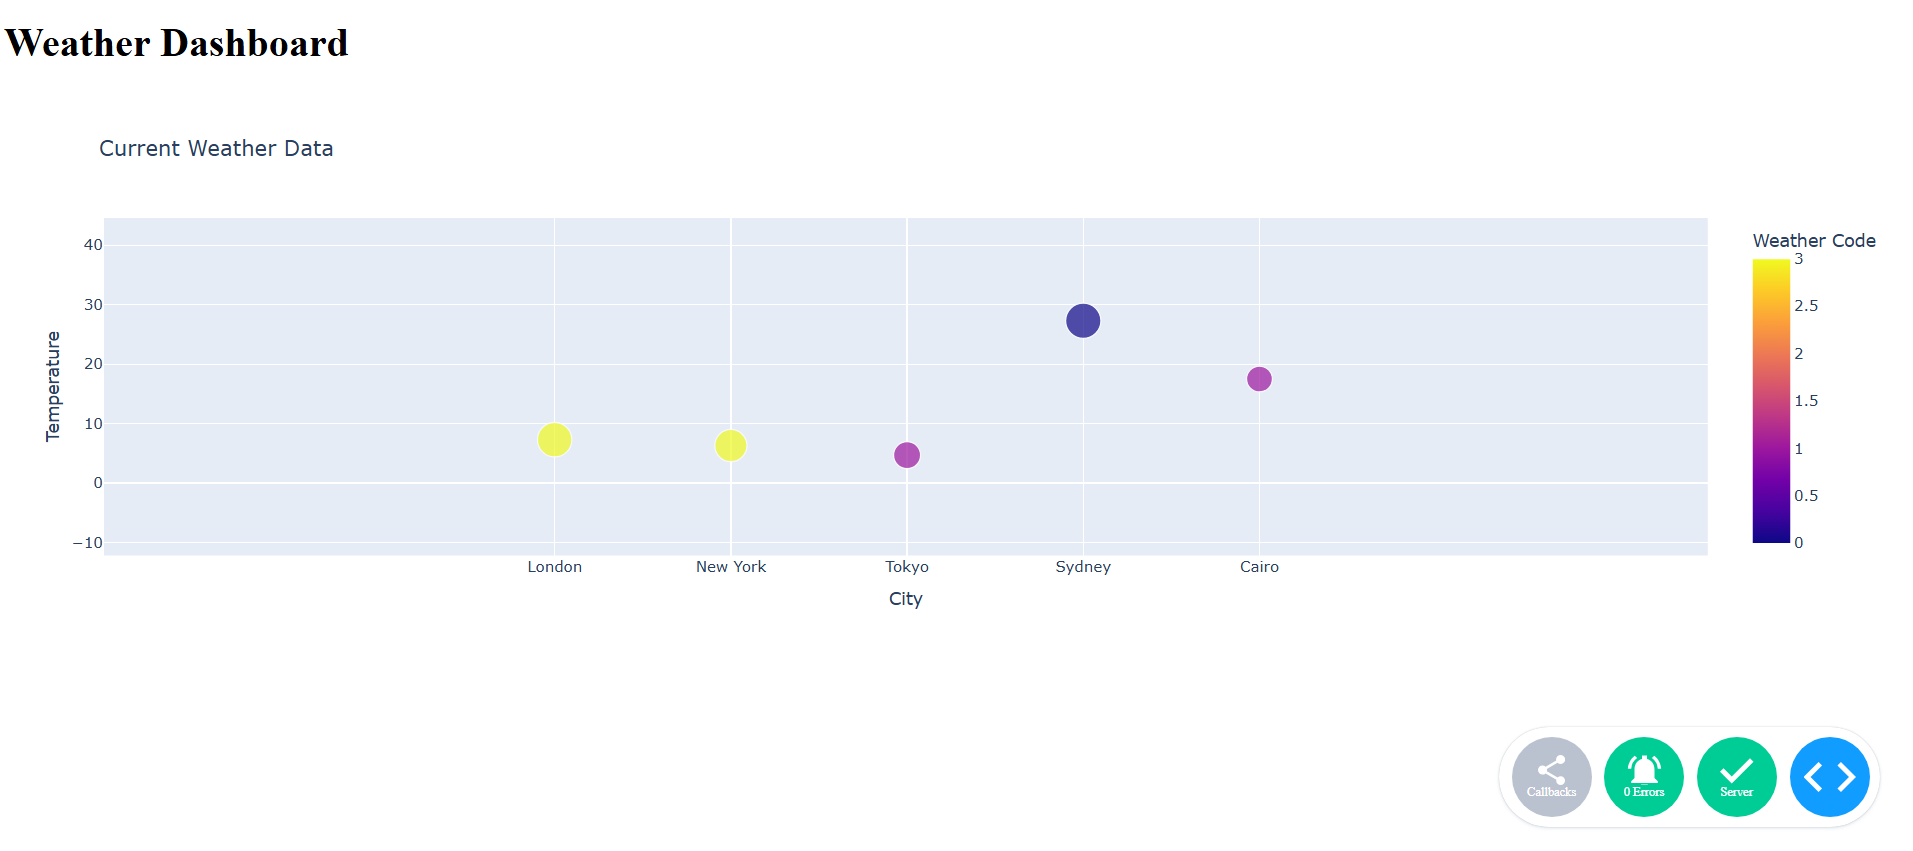 Weather Dashboard
Current Weather Data
Temperature
40
30
20
10
0
−10
London New York Tokyo Sydney Cairo
City
Weather Code
3
2.5
2
1.5
1
0.5
0
Callbacks 0 Errors Server